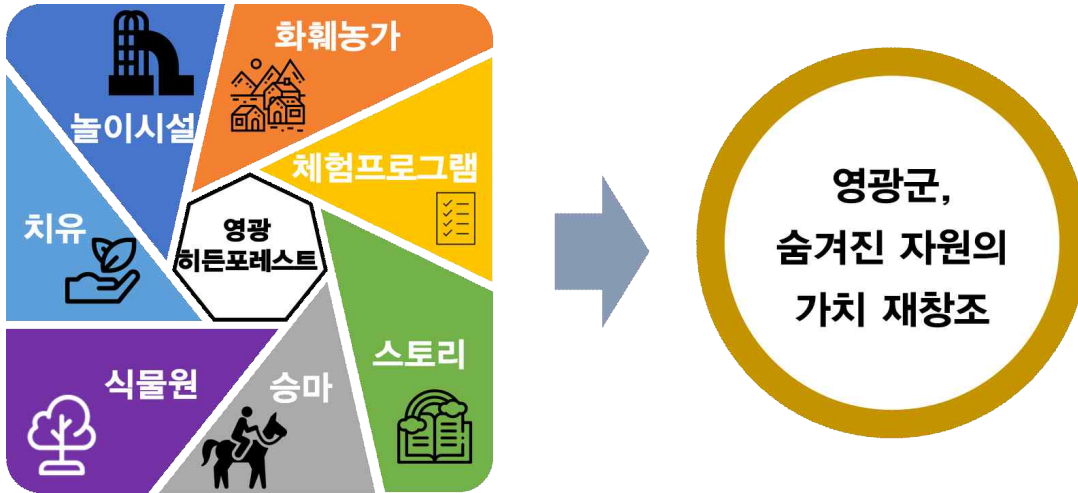 화훼농가
놀이시설
체험프로그램
치유
영광
히든포레스트
스토리
식물원
승마
영광군,
숨겨진 자원의
가치 재창조